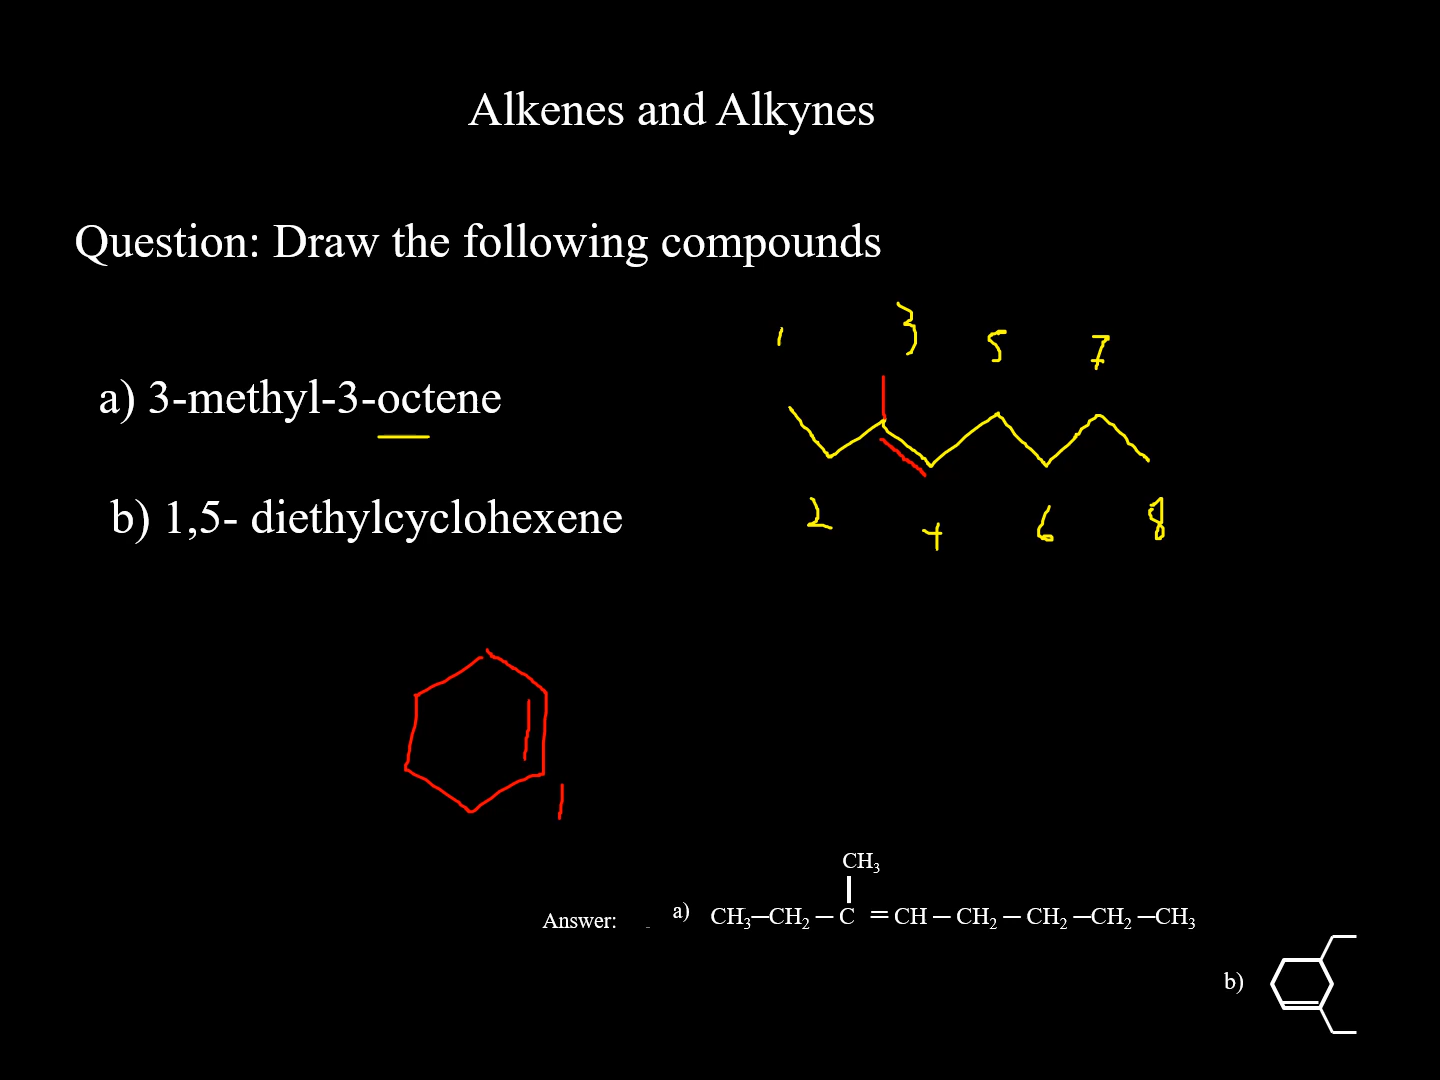 Alkenes and Alkynes
Question: Draw the following compounds
1 3 5 7
a) 3-methyl-3-octene
b) 1,5- diethylcyclohexene
2 4 6 8
1
CH₃
Answer: a) CH₃—CH₂—C=CH—CH₂—CH₂—CH₂—CH₃
b)